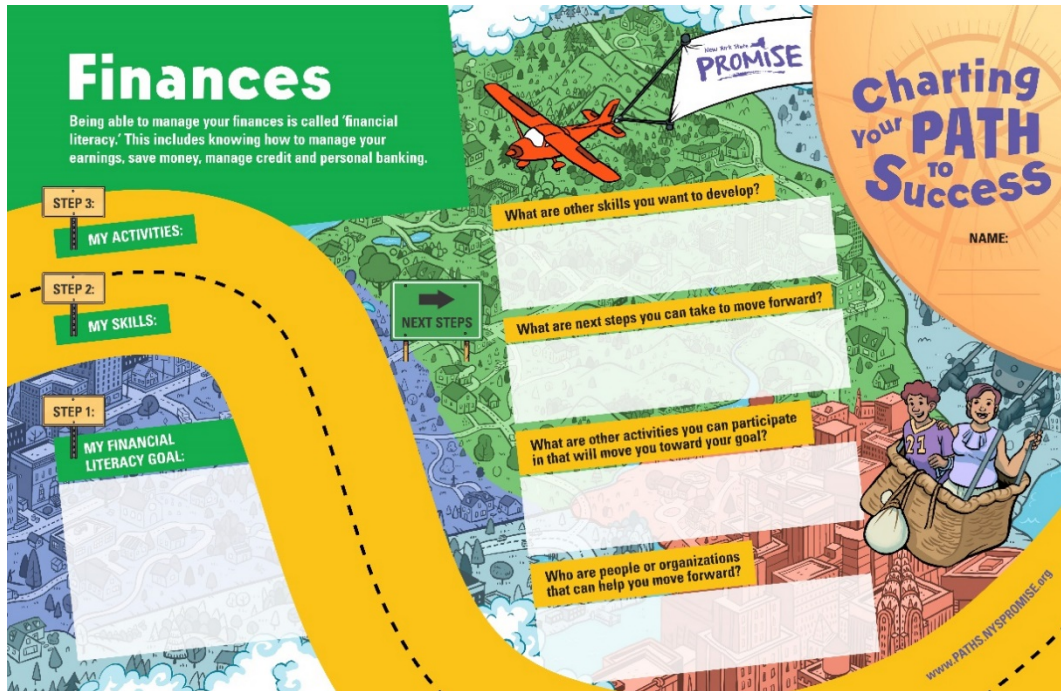 Finances
Being able to manage your finances is called ‘financial
literacy.’ This includes knowing how to manage your
earnings, save money, manage credit and personal banking.
STEP 3:
MY ACTIVITIES:
STEP 2:
MY SKILLS:
STEP 1:
MY FINANCIAL
LITERACY GOAL:
NEXT STEPS
New York State
PROMISE
What are other skills you want to develop?
What are next steps you can take to move forward?
What are other activities you can participate
in that will move you toward your goal?
Who are people or organizations
that can help you move forward?
Charting
Your PATH
TO
Success
NAME:
21
www.PATHS.NYSPROMISE.org